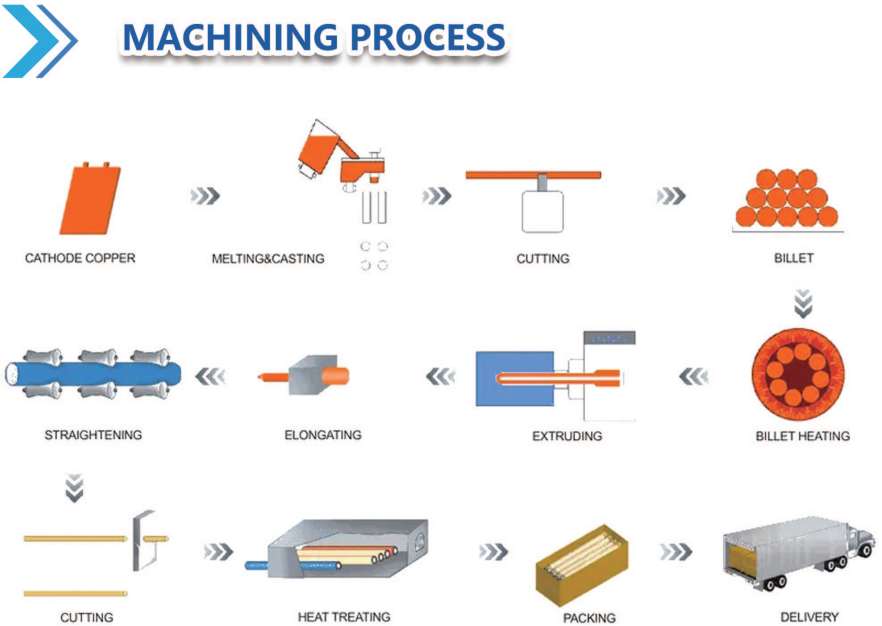 MACHINING PROCESS
CATHODE COPPER
MELTING&CASTING
CUTTING
BILLET
STRAIGHTENING
ELONGATING
EXTRUDING
BILLET HEATING
CUTTING
HEAT TREATING
PACKING
DELIVERY